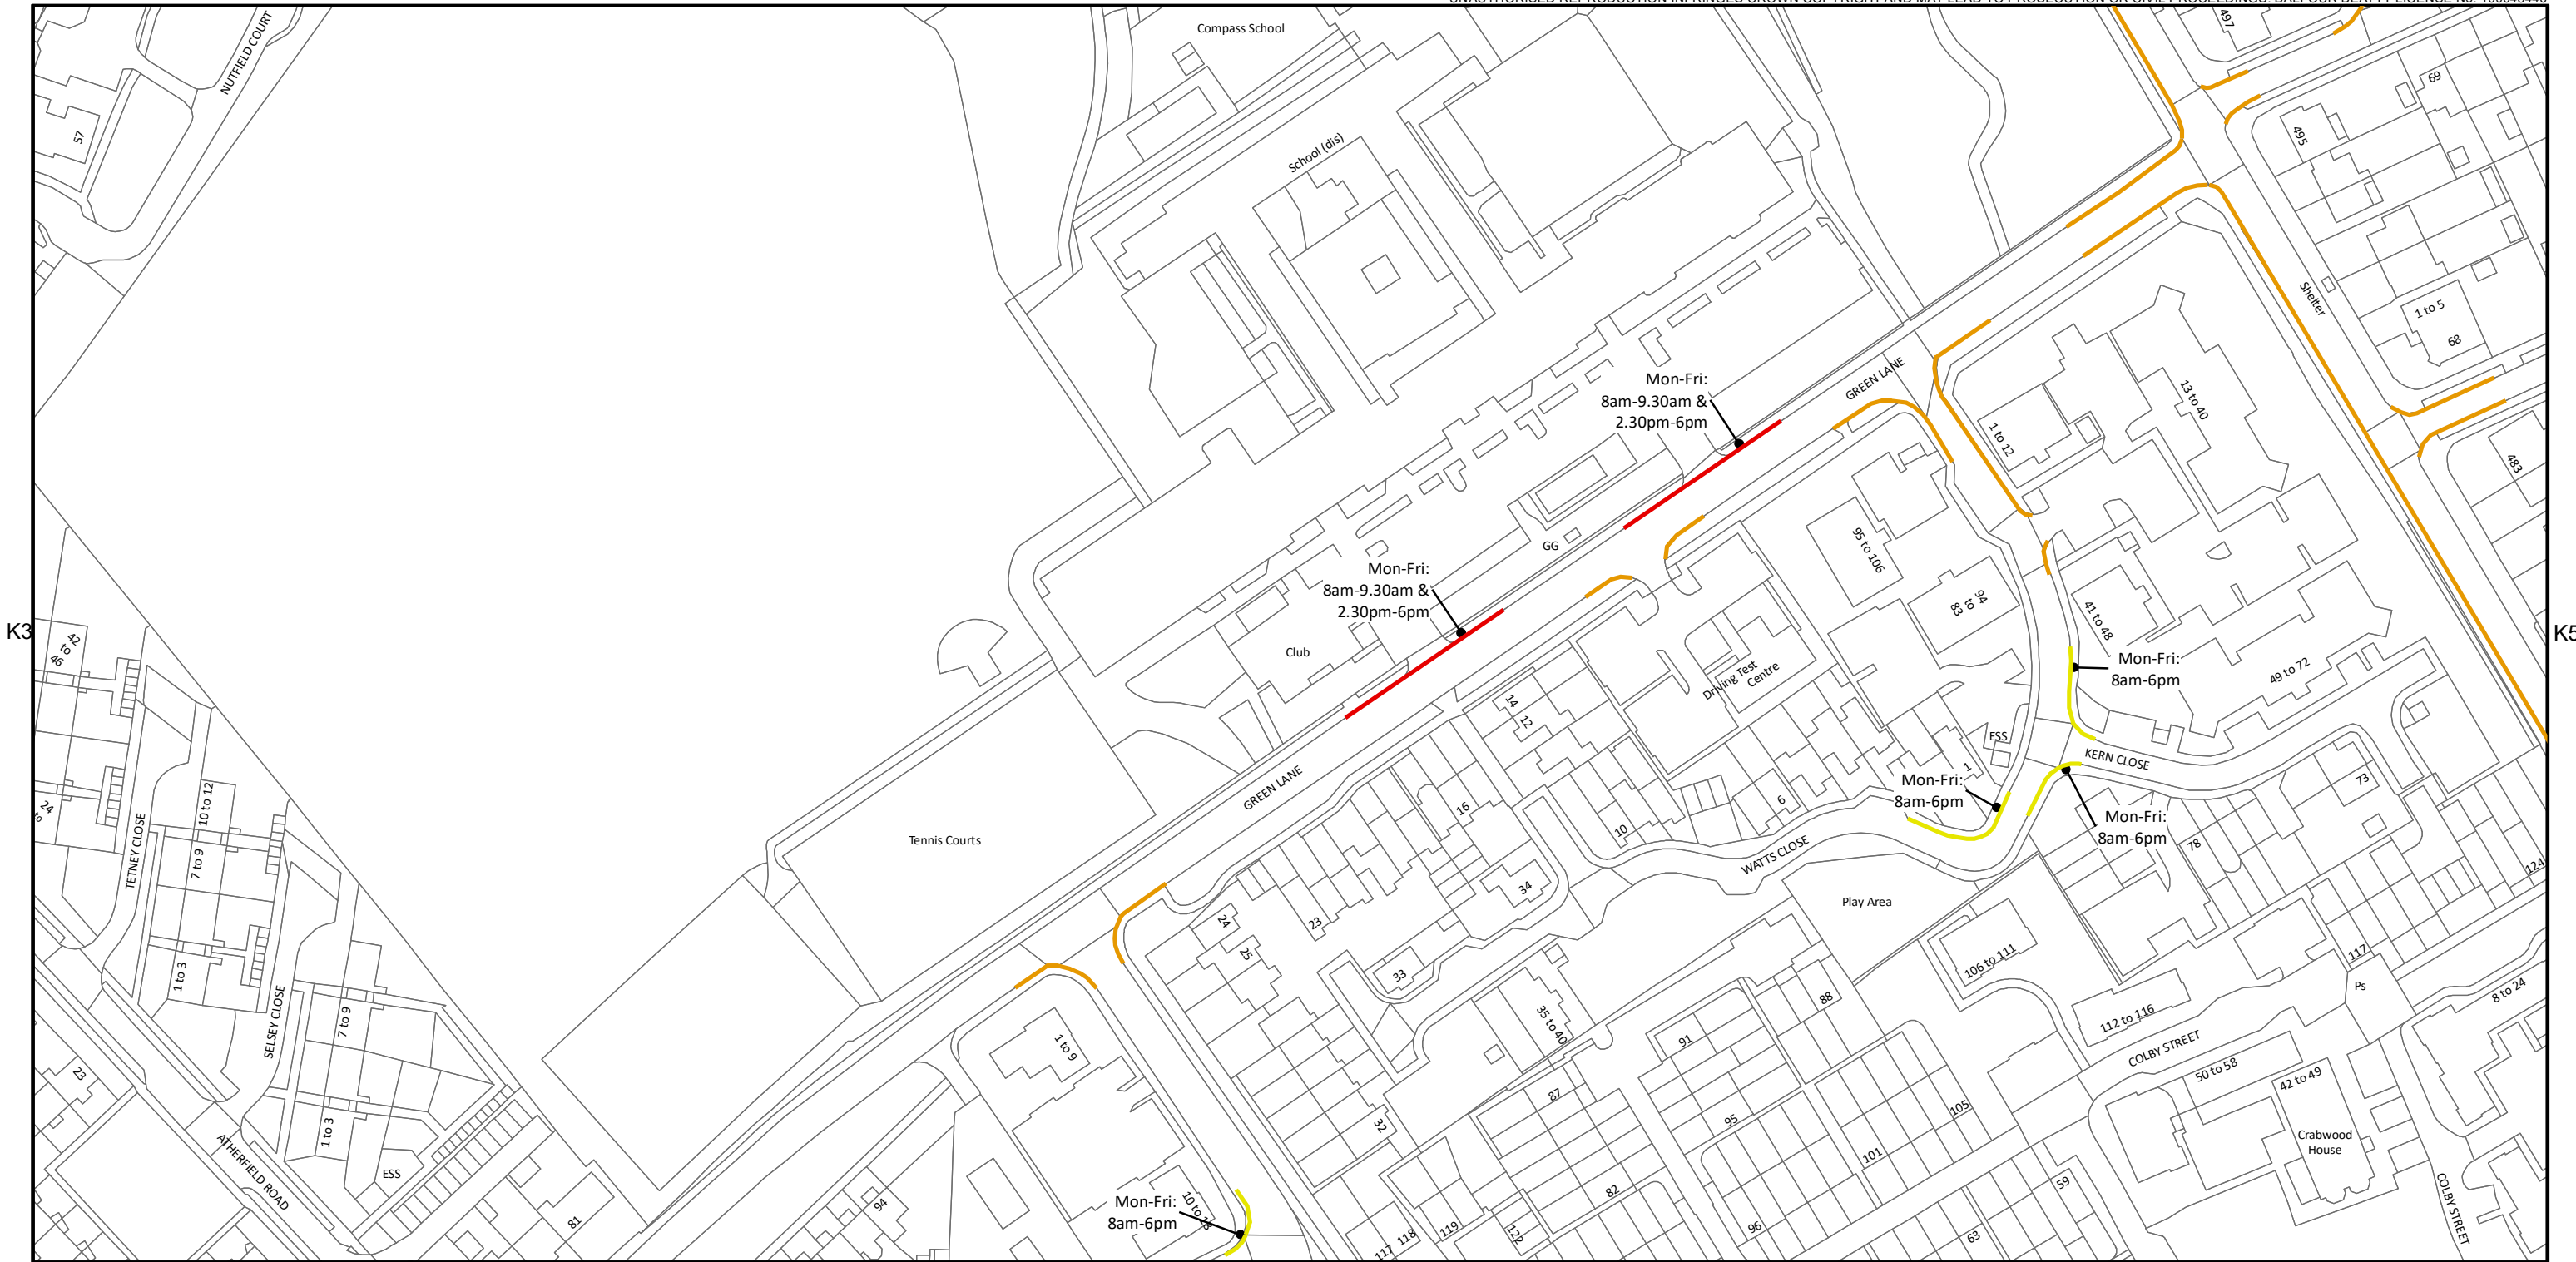 NUTFIELD COURT
57
Compass School
School (dis)
497
69
495
Shelter
1 to 5
68
483
GREEN LANE
Mon-Fri:
8am-9.30am &
2.30pm-6pm
1 to 12
13 to 40
95 to 106
83 to 94
41 to 48
49 to 72
GG
Mon-Fri:
8am-9.30am &
2.30pm-6pm
Club
K3
K5
42
to
46
24
to
Driving Test
Centre
14
12
10
6
1
ESS
Mon-Fri:
8am-6pm
KERN CLOSE
Mon-Fri:
8am-6pm
Mon-Fri:
8am-6pm
73
78
124
117
GREEN LANE
16
Tennis Courts
TETNEY CLOSE
10 to 12
7 to 9
1 to 3
WATTS CLOSE
Play Area
34
24
25
23
33
SELSEY CLOSE
7 to 9
1 to 3
ESS
23
ATHERFIELD ROAD
81
94
1 to 9
35 to 40
91
88
87
95
105
101
106 to 111
112 to 116
Ps
8 to 24
COLBY STREET
50 to 58
42 to 49
Crabwood
House
COLBY STREET
32
82
59
63
96
122
119
117
118
Mon-Fri:
8am-6pm